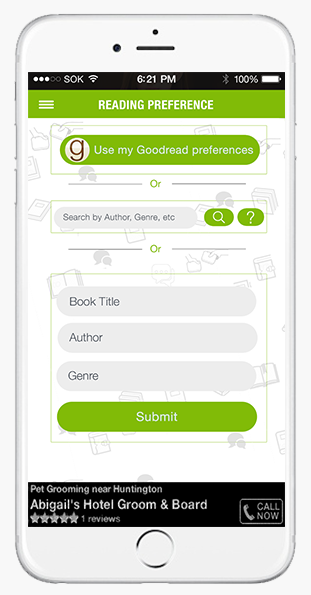 SOK 6:21 PM 100%
READING PREFERENCE
g Use my Goodread preferences
Or
Search by Author, Genre, etc ?
Or
Book Title
Author
Genre
Submit
Pet Grooming near Huntington
Abigail's Hotel Groom & Board
1 reviews
CALL
NOW